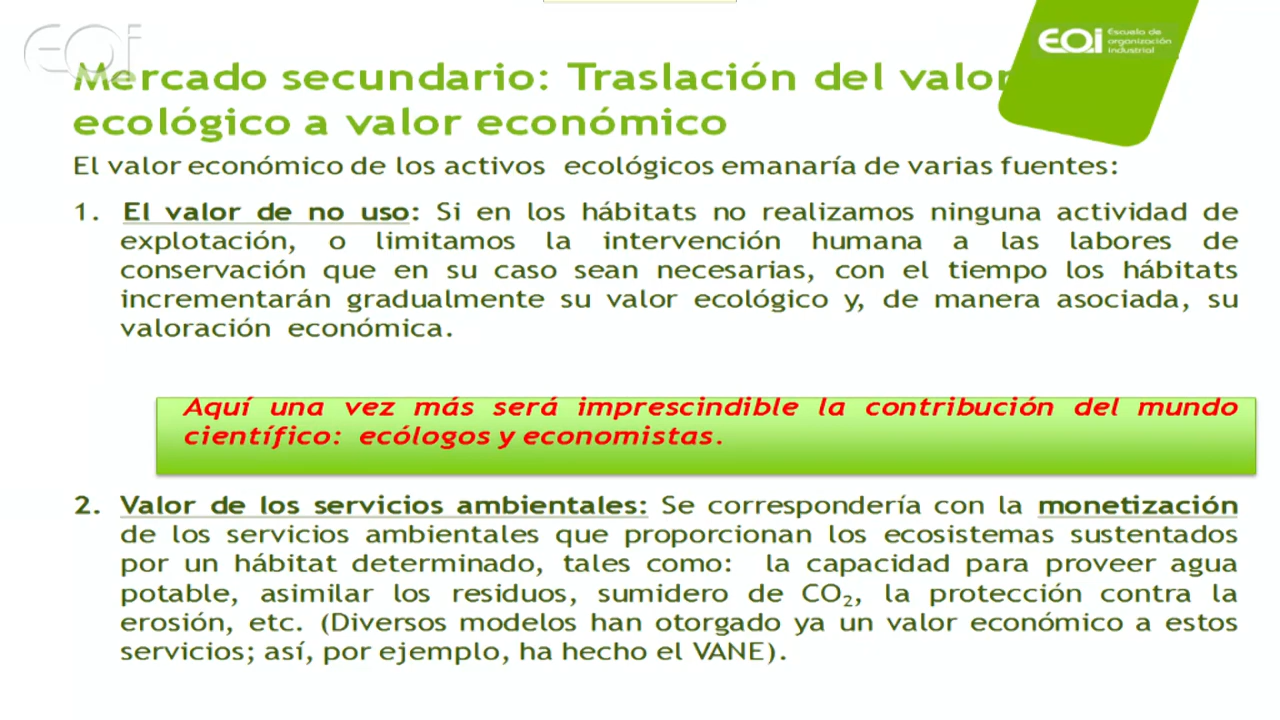 EOI
EOI Escuela de
organización
industrial
Mercado secundario: Traslación del valor
ecológico a valor económico
El valor económico de los activos ecológicos emanaría de varias fuentes:
1. El valor de no uso: Si en los hábitats no realizamos ninguna actividad de
explotación, o limitamos la intervención humana a las labores de
conservación que en su caso sean necesarias, con el tiempo los hábitats
incrementarán gradualmente su valor ecológico y, de manera asociada, su
valoración económica.
Aquí una vez más será imprescindible la contribución del mundo
científico: ecólogos y economistas.
2. Valor de los servicios ambientales: Se correspondería con la monetización
de los servicios ambientales que proporcionan los ecosistemas sustentados
por un hábitat determinado, tales como: la capacidad para proveer agua
potable, asimilar los residuos, sumidero de CO₂, la protección contra la
erosión, etc. (Diversos modelos han otorgado ya un valor económico a estos
servicios; así, por ejemplo, ha hecho el VANE).